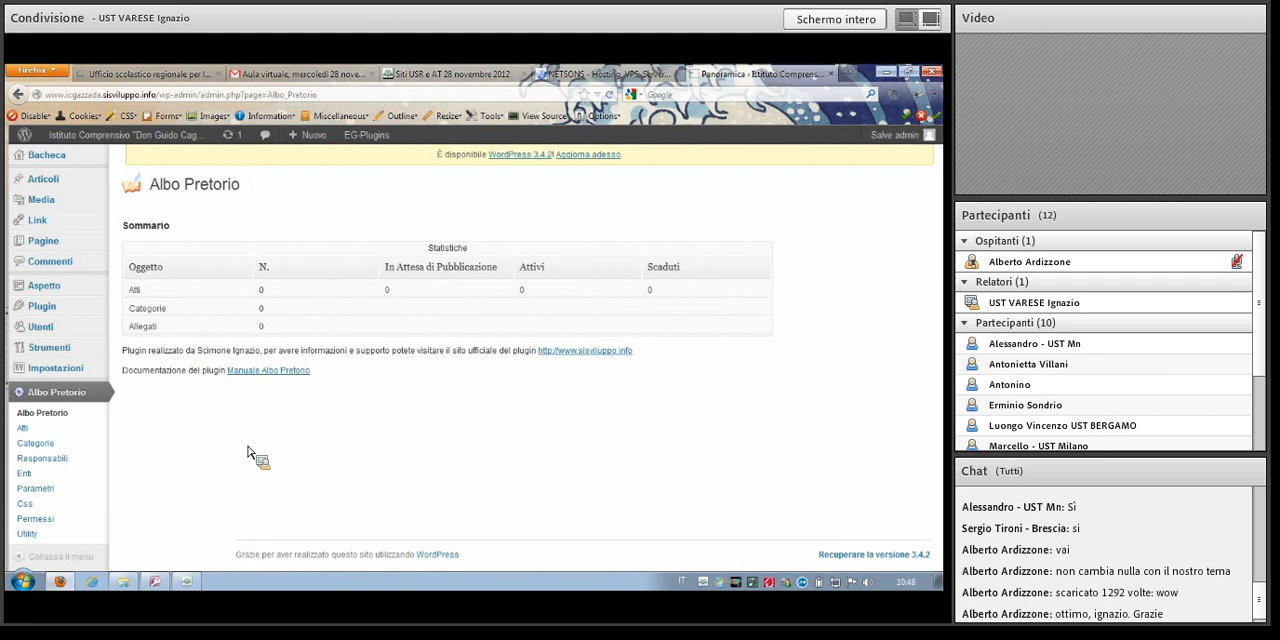 Condivisione - UST VARESE Ignazio
Schermo intero
Firefox
Ufficio scolastico regionale per l...
Aula virtuale, mercoledì 28 nove...
Siti USR e AT 28 novembre 2012
NETSONS - Hosting, VPS, Server...
Panoramica - Istituto Comprens...
www.icgazzada.sisviluppo.info/wp-admin/admin.php?page=Albo_Pretorio
Google
Disable Cookies CSS Forms Images Information Miscellaneous Outline Resize Tools View Source Options
Istituto Comprensivo "Don Guido Cag... 1 Nuovo EG-Plugins Salve admin
È disponibile WordPress 3.4.2! Aggiorna adesso.
Bacheca
Articoli
Media
Link
Pagine
Commenti
Aspetto
Plugin
Utenti
Strumenti
Impostazioni
Albo Pretorio
Albo Pretorio
Atti
Categorie
Responsabili
Enti
Parametri
Css
Permessi
Utility
Collassa il menu
Albo Pretorio
Sommario
Statistiche
Oggetto N. In Attesa di Pubblicazione Attivi Scaduti
Atti 0 0 0 0
Categorie 0
Allegati 0
Plugin realizzato da Scimone Ignazio, per avere informazioni e supporto potete visitare il sito ufficiale del plugin http://www.sisviluppo.info
Documentazione del plugin Manuale Albo Pretorio
Grazie per aver realizzato questo sito utilizzando WordPress
Recuperare la versione 3.4.2
IT 10:48
Video
Partecipanti (12)
Ospitanti (1)
Alberto Ardizzone
Relatori (1)
UST VARESE Ignazio
Partecipanti (10)
Alessandro - UST Mn
Antonietta Villani
Antonino
Erminio Sondrio
Luongo Vincenzo UST BERGAMO
Marcello - UST Milano
Chat (Tutti)
Alessandro - UST Mn: Sì
Sergio Tironi - Brescia: si
Alberto Ardizzone: vai
Alberto Ardizzone: non cambia nulla con il nostro tema
Alberto Ardizzone: scaricato 1292 volte: wow
Alberto Ardizzone: ottimo, ignazio. Grazie